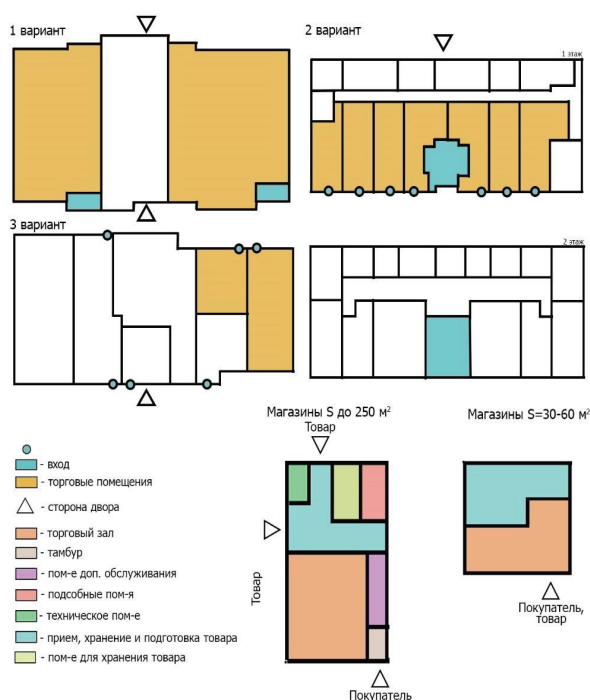 1 вариант
2 вариант
1 этаж
3 вариант
2 этаж
Магазины S до 250 м²
Товар
Магазины S=30-60 м²
- вход
- торговые помещения
- сторона двора
- торговый зал
- тамбур
- пом-е доп. обслуживания
- подсобные пом-я
- техническое пом-е
- прием, хранение и подготовка товара
- пом-е для хранения товара
Товар
Покупатель
Покупатель,
товар